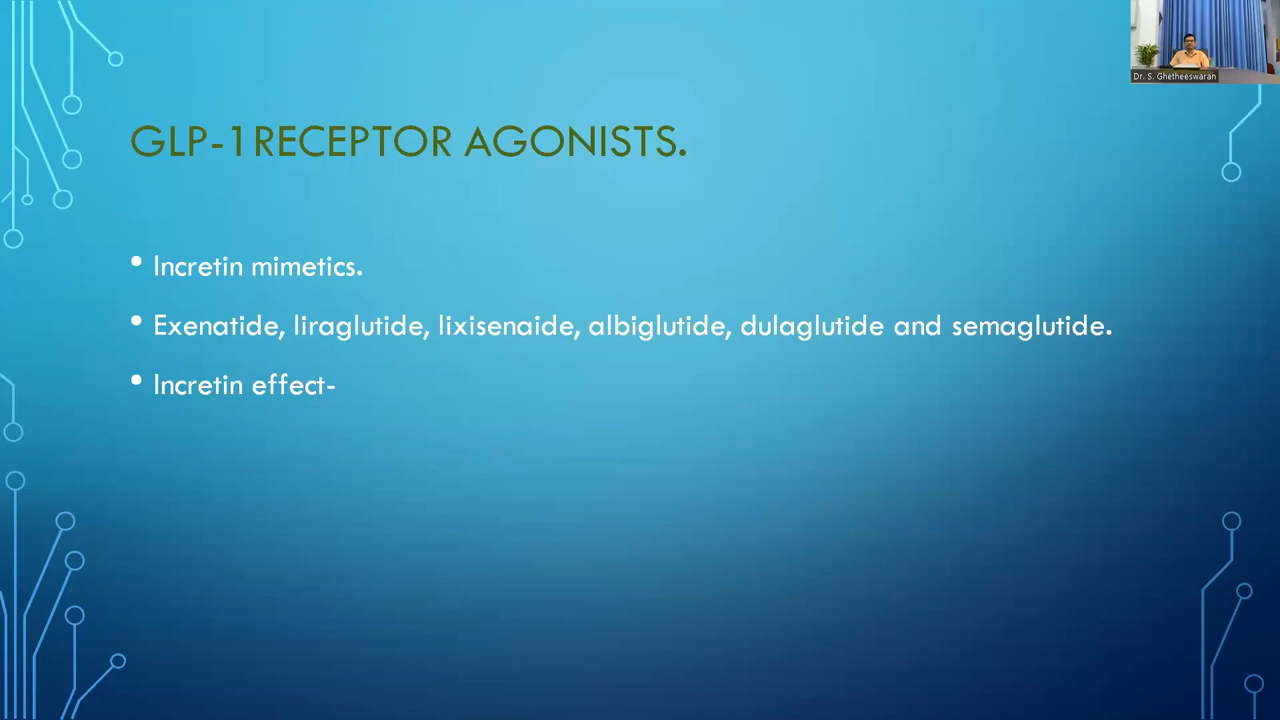 Dr. S. Ghetheeswaran
GLP-1RECEPTOR AGONISTS.
• Incretin mimetics.
• Exenatide, liraglutide, lixisenaide, albiglutide, dulaglutide and semaglutide.
• Incretin effect-